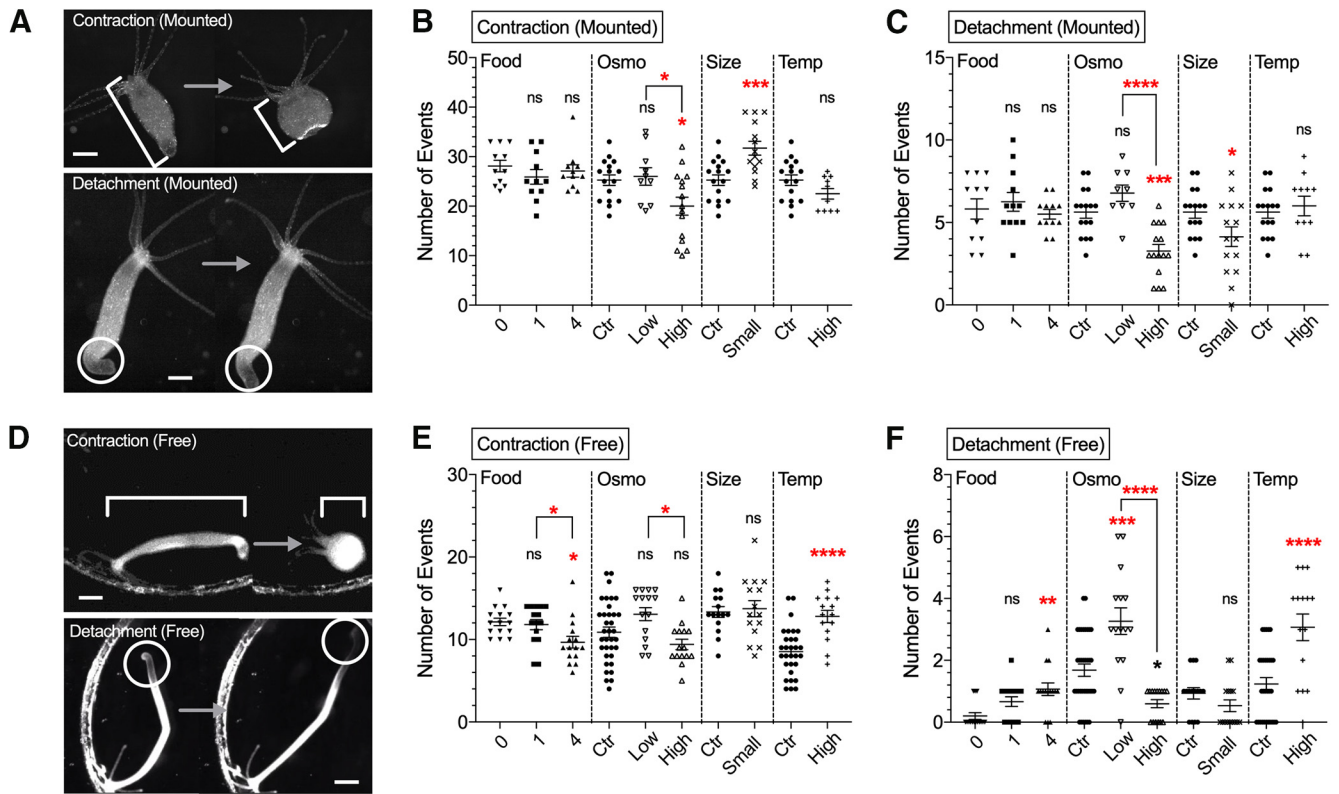 A
Contraction (Mounted)
Detachment (Mounted)
B
Contraction (Mounted)
Number of Events
50
40
30
20
10
0
Food
Osmo
Size
Temp
ns
ns
ns
*
*
***
ns
0
1
4
Ctr
Low
High
Ctr
Small
Ctr
High
C
Detachment (Mounted)
Number of Events
15
10
5
0
Food
Osmo
Size
Temp
ns
ns
ns
****
***
*
ns
0
1
4
Ctr
Low
High
Ctr
Small
Ctr
High
D
Contraction (Free)
Detachment (Free)
E
Contraction (Free)
Number of Events
30
20
10
0
Food
Osmo
Size
Temp
ns
*
*
ns
*
ns
ns
****
0
1
4
Ctr
Low
High
Ctr
Small
Ctr
High
F
Detachment (Free)
Number of Events
8
6
4
2
0
Food
Osmo
Size
Temp
ns
**
***
****
*
ns
****
0
1
4
Ctr
Low
High
Ctr
Small
Ctr
High